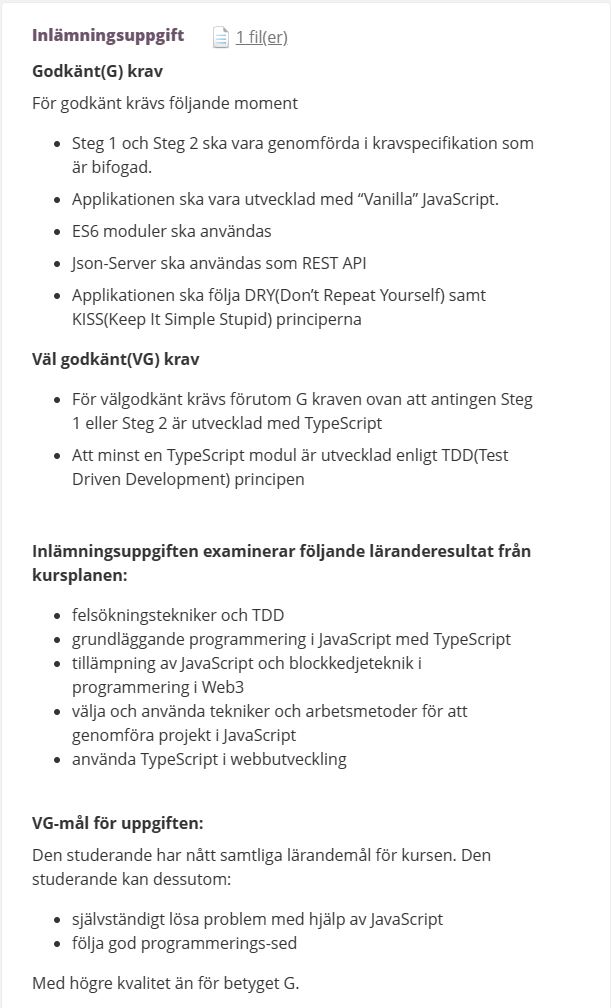 Inlämningsuppgift 1 fil(er)
Godkänt(G) krav
För godkänt krävs följande moment
• Steg 1 och Steg 2 ska vara genomförda i kravspecifikation som
är bifogad.
• Applikationen ska vara utvecklad med “Vanilla” JavaScript.
• ES6 moduler ska användas
• Json-Server ska användas som REST API
• Applikationen ska följa DRY(Don’t Repeat Yourself) samt
KISS(Keep It Simple Stupid) principerna
Väl godkänt(VG) krav
• För välgodkänt krävs förutom G kraven ovan att antingen Steg
1 eller Steg 2 är utvecklad med TypeScript
• Att minst en TypeScript modul är utvecklad enligt TDD(Test
Driven Development) principen
Inlämningsuppgiften examinerar följande läranderesultat från
kursplanen:
• felsökningstekniker och TDD
• grundläggande programmering i JavaScript med TypeScript
• tillämpning av JavaScript och blockkedjeteknik i
programmering i Web3
• välja och använda tekniker och arbetsmetoder för att
genomföra projekt i JavaScript
• använda TypeScript i webbutveckling
VG-mål för uppgiften:
Den studerande har nått samtliga lärandemål för kursen. Den
studerande kan dessutom:
• självständigt lösa problem med hjälp av JavaScript
• följa god programmerings-sed
Med högre kvalitet än för betyget G.